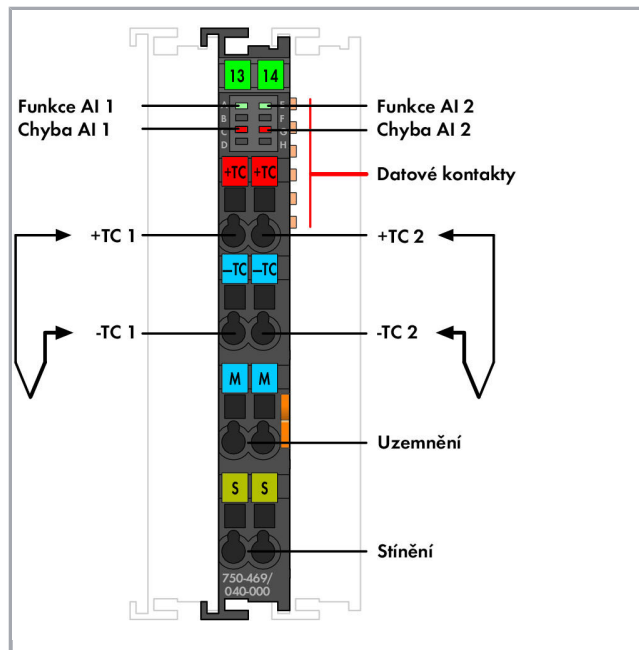 13 14
Funkce AI 1
A E
Funkce AI 2
B F
Chyba AI 1
C G
Chyba AI 2
D H
+TC +TC
Datové kontakty
+TC 1
+TC 2
–TC –TC
-TC 1
-TC 2
M M
Uzemnění
S S
Stínění
750-469/
040-000